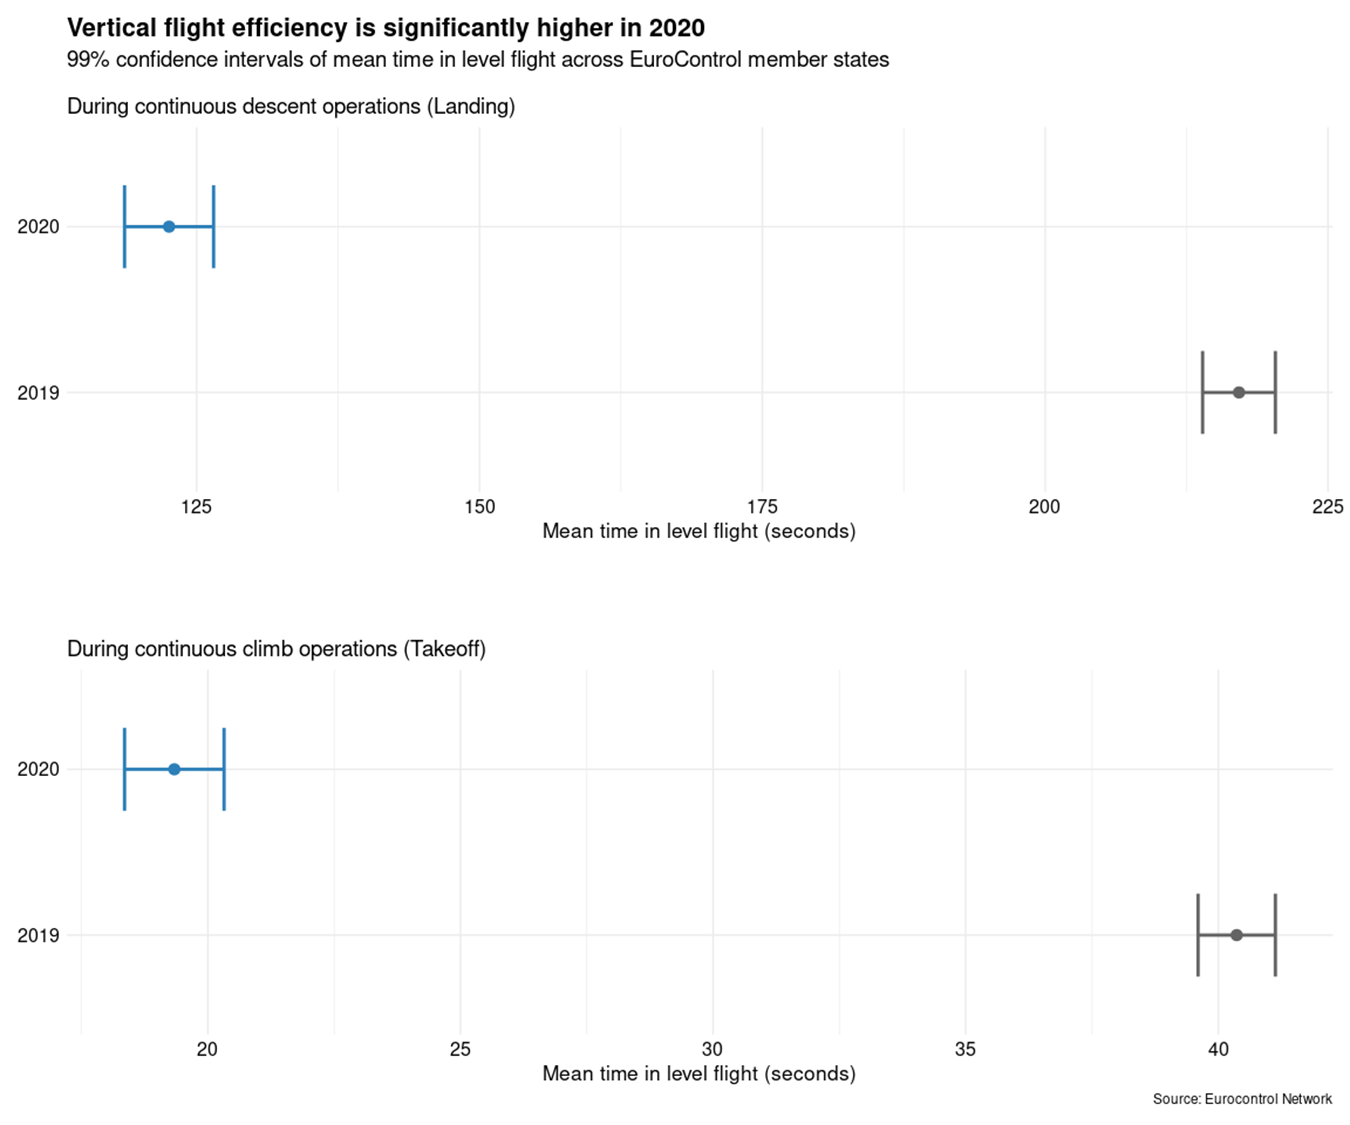 Vertical flight efficiency is significantly higher in 2020
99% confidence intervals of mean time in level flight across EuroControl member states
During continuous descent operations (Landing)
2020
2019
125 150 175 200 225
Mean time in level flight (seconds)
During continuous climb operations (Takeoff)
2020
2019
20 25 30 35 40
Mean time in level flight (seconds)
Source: Eurocontrol Network